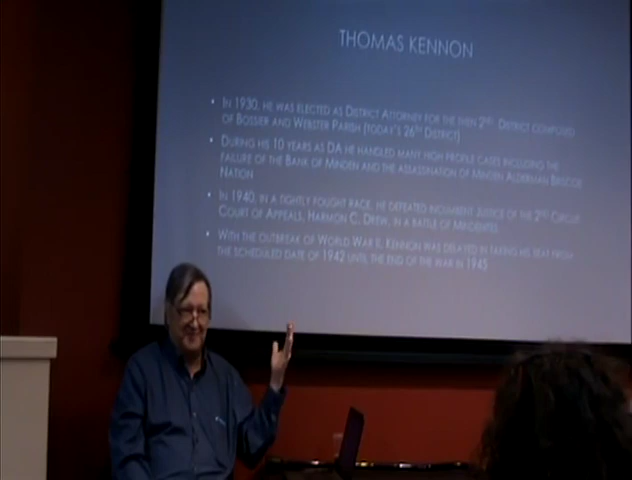 THOMAS KENNON
• IN 1930, HE WAS ELECTED AS DISTRICT ATTORNEY FOR THE THEN 2ND DISTRICT COMPOSED
OF BOSSIER AND WEBSTER PARISH (TODAY'S 26TH DISTRICT)
• DURING HIS 10 YEARS AS DA HE HANDLED MANY HIGH PROFILE CASES INCLUDING THE
FAILURE OF THE BANK OF MINDEN AND THE ASSASSINATION OF MINDEN ALDERMAN
NATION
• IN 1940, IN A TIGHTLY FOUGHT RACE, HE DEFEATED INCUMBENT JUSTICE OF THE 2ND CIRCUIT
COURT OF APPEALS, HARMON C. DREW, IN A BATTLE OF MINDENITES.
• WITH THE OUTBREAK OF WORLD WAR II, KENNON WAS DELAYED IN TAKING HIS SEAT FROM
THE SCHEDULED DATE OF 1942 UNTIL THE END OF THE WAR IN 1945